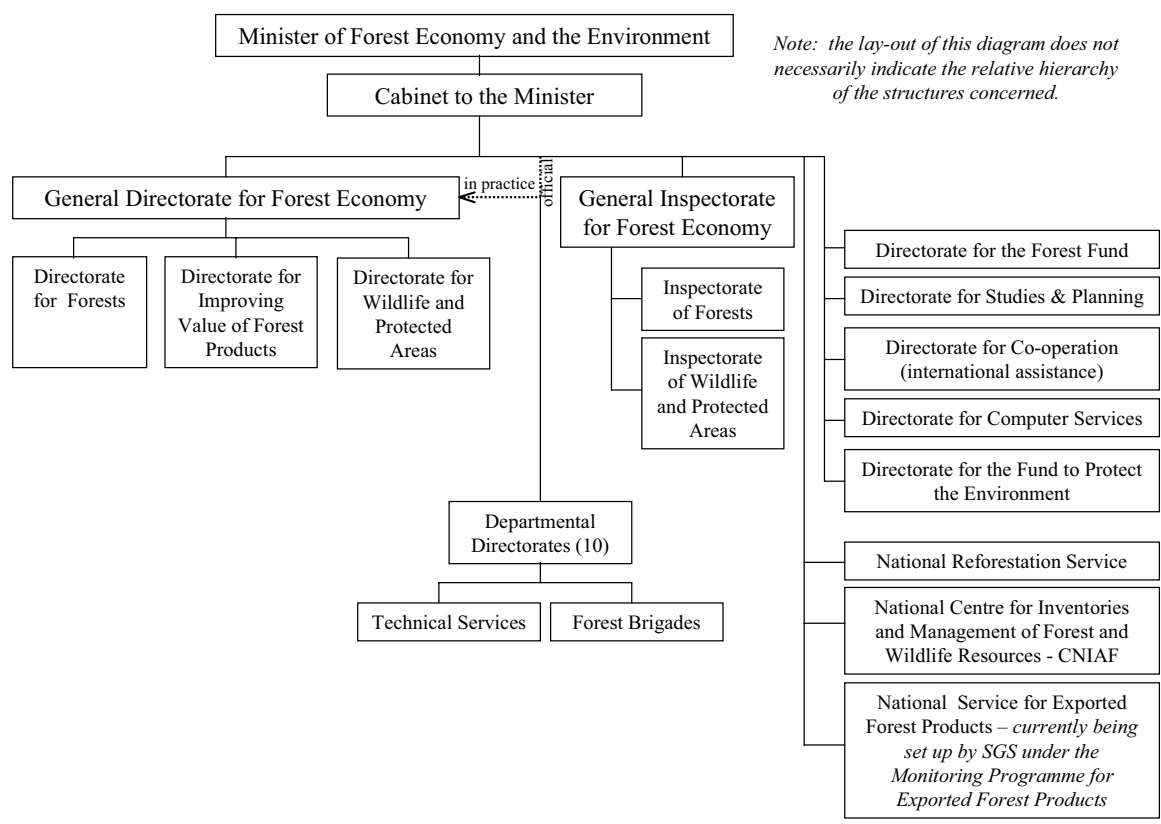 Minister of Forest Economy and the Environment
Note: the lay-out of this diagram does not
necessarily indicate the relative hierarchy
of the structures concerned.
Cabinet to the Minister
General Directorate for Forest Economy
in practice
official
General Inspectorate
for Forest Economy
Directorate
for Forests
Directorate for
Improving
Value of Forest
Products
Directorate for
Wildlife and
Protected
Areas
Inspectorate
of Forests
Inspectorate
of Wildlife
and Protected
Areas
Directorate for the Forest Fund
Directorate for Studies & Planning
Directorate for Co-operation
(international assistance)
Directorate for Computer Services
Directorate for the Fund to Protect
the Environment
Departmental
Directorates (10)
Technical Services
Forest Brigades
National Reforestation Service
National Centre for Inventories
and Management of Forest and
Wildlife Resources - CNIAF
National Service for Exported
Forest Products – currently being
set up by SGS under the
Monitoring Programme for
Exported Forest Products